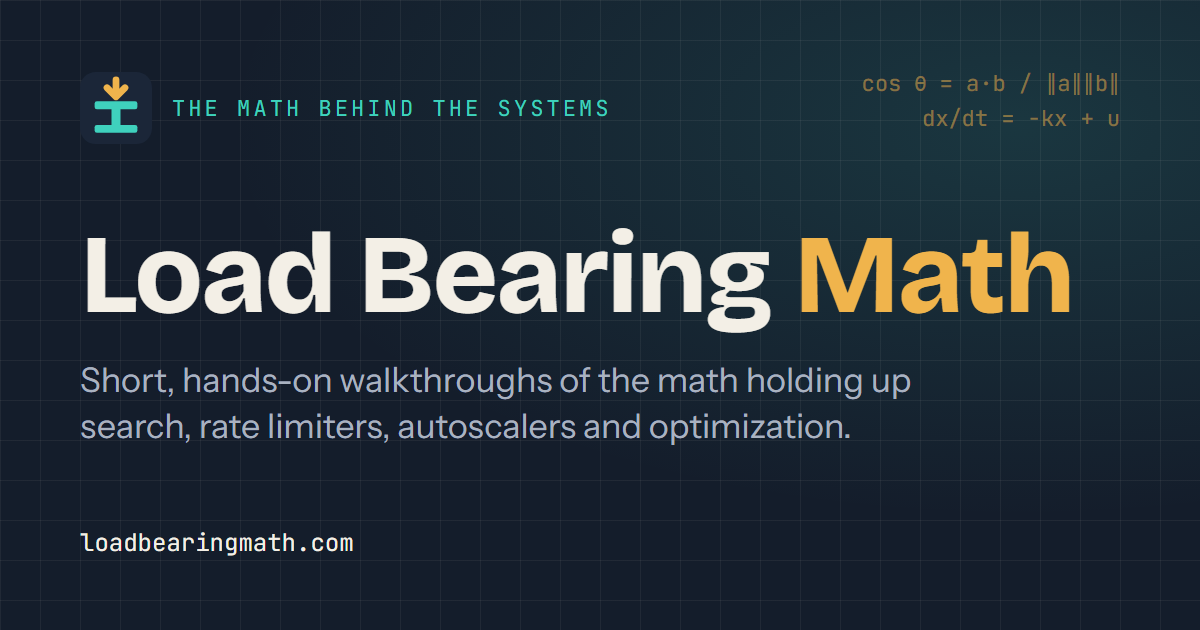 THE MATH BEHIND THE SYSTEMS
cos θ = a·b / ‖a‖‖b‖
dx/dt = -kx + u
Load Bearing Math
Short, hands-on walkthroughs of the math holding up
search, rate limiters, autoscalers and optimization.
loadbearingmath.com